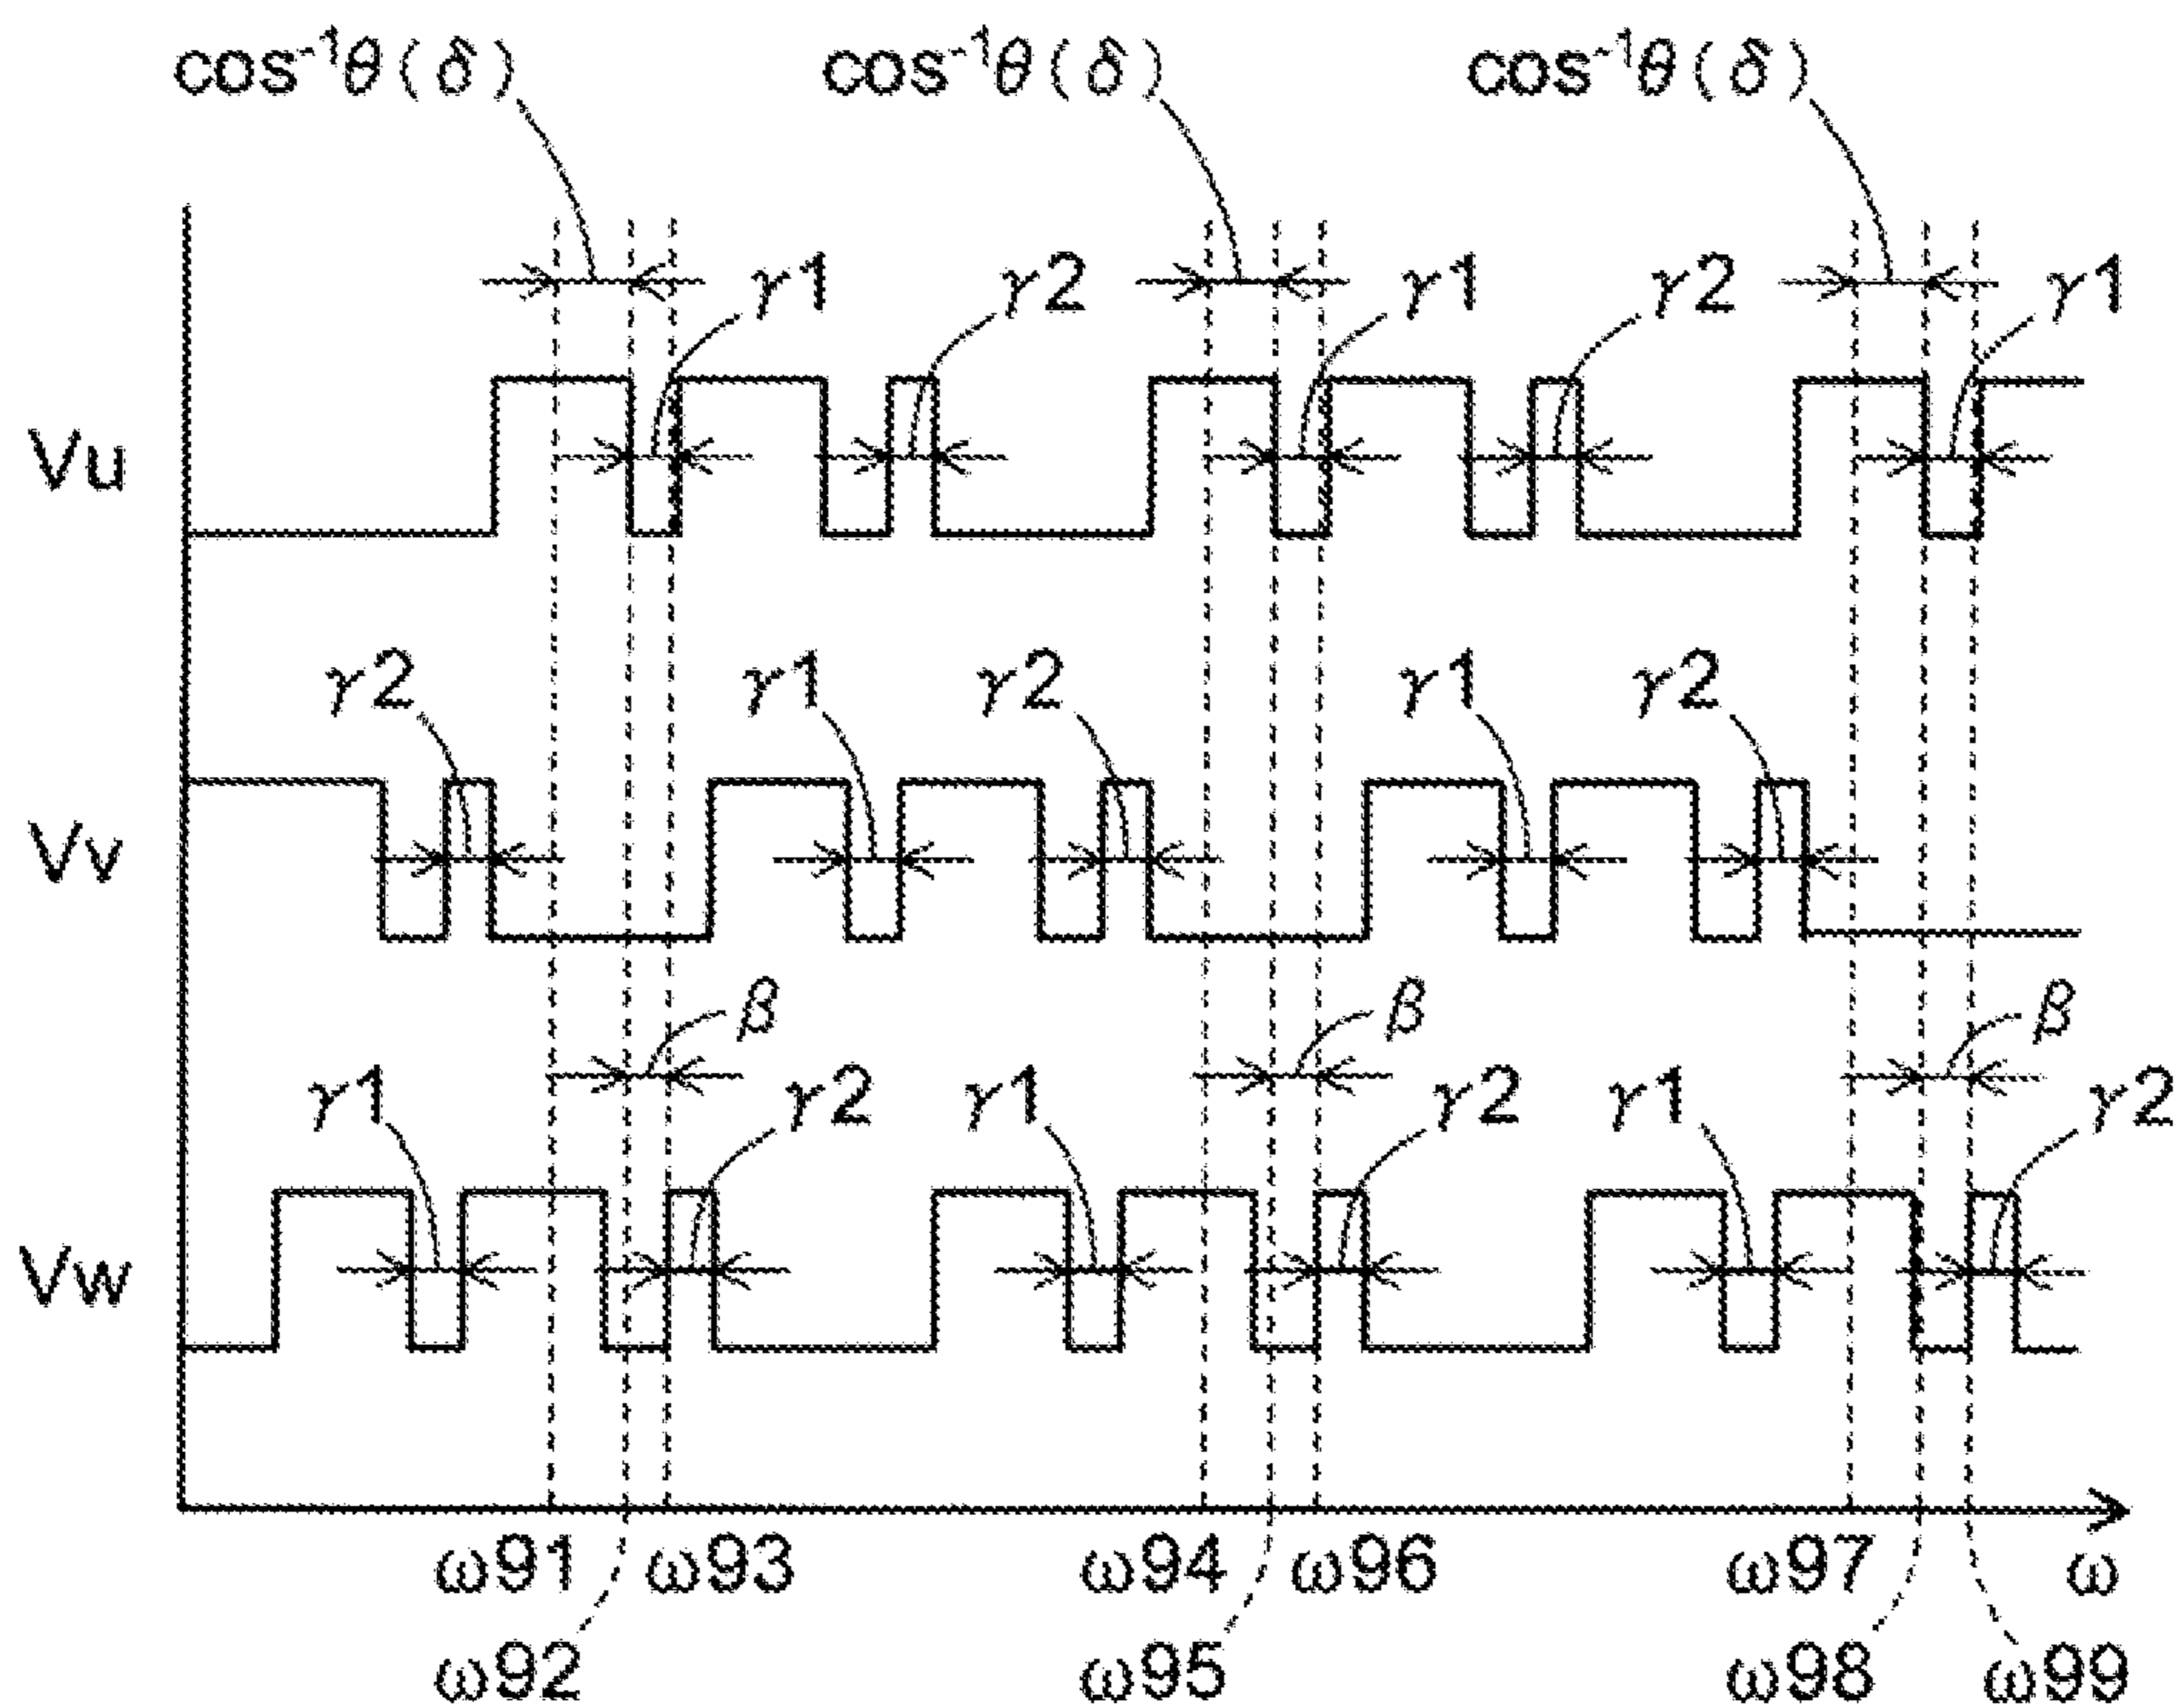 cos⁻¹θ(δ) cos⁻¹θ(δ) cos⁻¹θ(δ)
γ1 γ2 γ1 γ2 γ1
Vu
γ2 γ1 γ2 γ1 γ2
Vv
β β β
γ1 γ2 γ1 γ2 γ1 γ2
Vw
ω91 ω93 ω94 ω96 ω97 ω
ω92 ω95 ω98 ω99